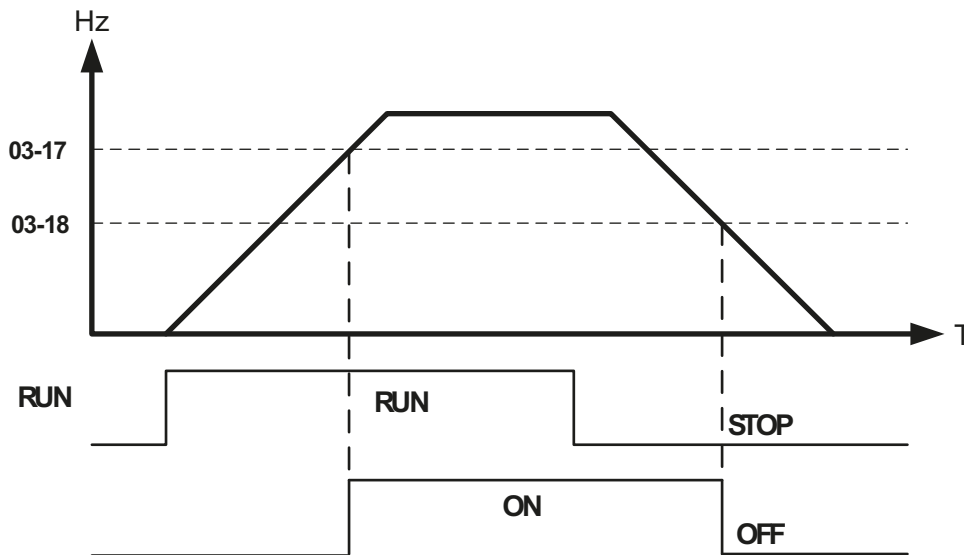 Hz
03-17
03-18
T
RUN
RUN
STOP
ON
OFF